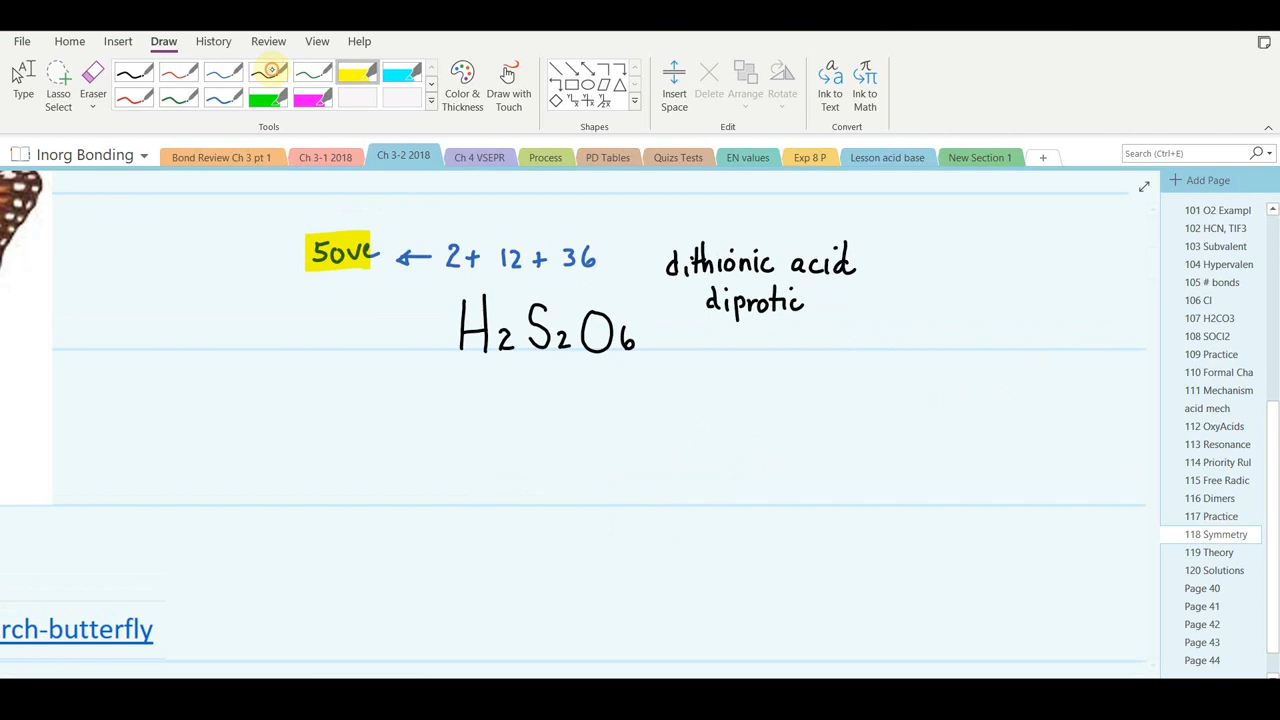 File Home Insert Draw History Review View Help
Type
Lasso Select
Eraser
Color & Thickness
Draw with Touch
Insert Space
Delete
Arrange
Rotate
Ink to Text
Ink to Math
Tools
Shapes
Edit
Convert
Inorg Bonding
Bond Review Ch 3 pt 1
Ch 3-1 2018
Ch 3-2 2018
Ch 4 VSEPR
Process
PD Tables
Quizs Tests
EN values
Exp 8 P
Lesson acid base
New Section 1
Search (Ctrl+E)
Add Page
50ve ← 2+ 12 + 36
dithionic acid
diprotic
H2S2O6
rch-butterfly
101 O2 Exampl
102 HCN, TIF3
103 Subvalent
104 Hypervalen
105 # bonds
106 CI
107 H2CO3
108 SOCI2
109 Practice
110 Formal Cha
111 Mechanism
acid mech
112 OxyAcids
113 Resonance
114 Priority Rul
115 Free Radic
116 Dimers
117 Practice
118 Symmetry
119 Theory
120 Solutions
Page 40
Page 41
Page 42
Page 43
Page 44